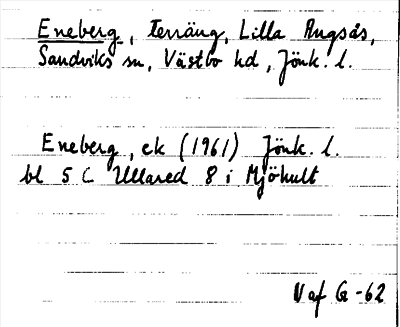 Eneberg, terräng, Lilla Angsås,
Sandviks sn, Västbo hd, Jönk. l.
Eneberg, ek (1961) Jönk. l.
bl 5 C Ullared 8 i Mjöhult
V af G -62